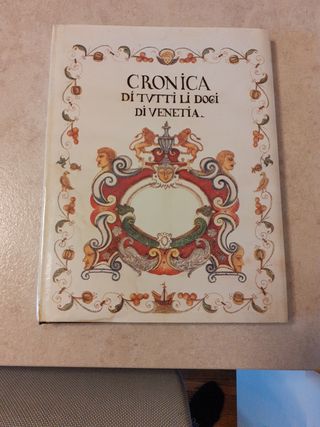 CRONICA
DI TVTTI LI DOGI
DI VENETIA.